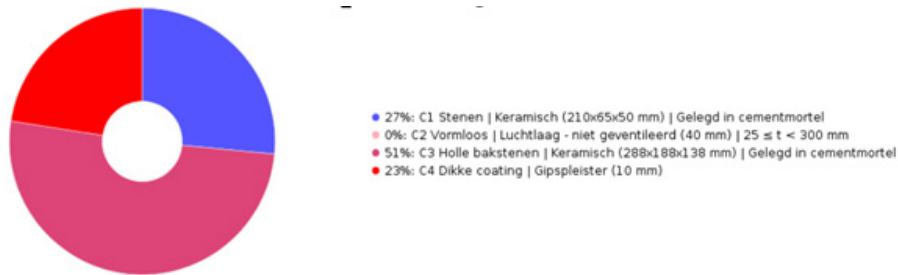 27%: C1 Stenen | Keramisch (210x65x50 mm) | Gelegd in cementmortel
0%: C2 Vormloos | Luchtlaag - niet geventileerd (40 mm) | 25 ≤ t < 300 mm
51%: C3 Holle bakstenen | Keramisch (288x188x138 mm) | Gelegd in cementmortel
23%: C4 Dikke coating | Gipspleister (10 mm)